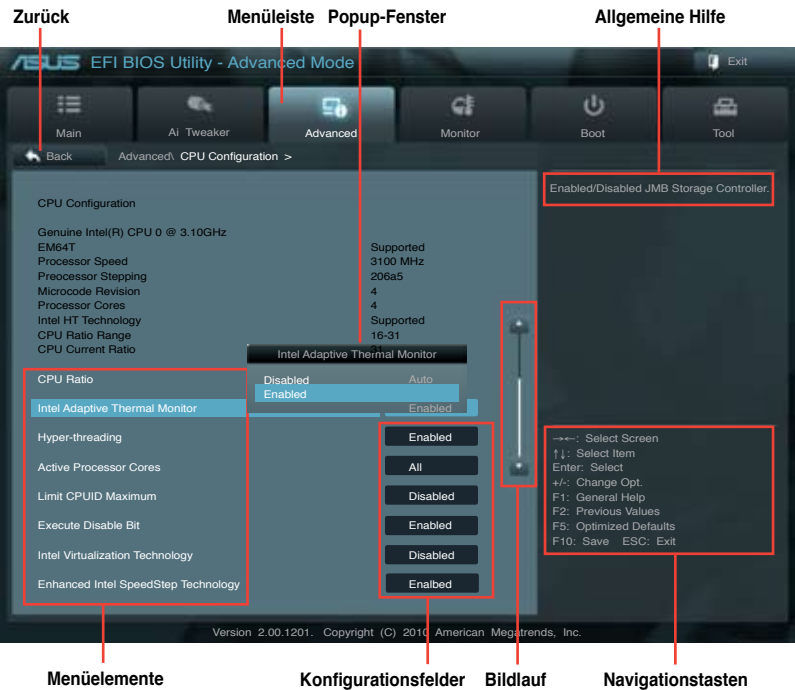 Zurück Menüleiste Popup-Fenster Allgemeine Hilfe
ASUS EFI BIOS Utility - Advanced Mode Exit
Main Ai Tweaker Advanced Monitor Boot Tool
Back Advanced\ CPU Configuration >
Enabled/Disabled JMB Storage Controller.
CPU Configuration
Genuine Intel(R) CPU 0 @ 3.10GHz
EM64T Supported
Processor Speed 3100 MHz
Preocessor Stepping 206a5
Microcode Revision 4
Processor Cores 4
Intel HT Technology Supported
CPU Ratio Range 16-31
CPU Current Ratio 31
Intel Adaptive Thermal Monitor
Disabled
Enabled
CPU Ratio Auto
Intel Adaptive Thermal Monitor Enabled
Hyper-threading Enabled
Active Processor Cores All
Limit CPUID Maximum Disabled
Execute Disable Bit Enabled
Intel Virtualization Technology Disabled
Enhanced Intel SpeedStep Technology Enalbed
→←: Select Screen
↑↓: Select Item
Enter: Select
+/-: Change Opt.
F1: General Help
F2: Previous Values
F5: Optimized Defaults
F10: Save ESC: Exit
Version 2.00.1201. Copyright (C) 2010 American Megatrends, Inc.
Menüelemente Konfigurationsfelder Bildlauf Navigationstasten